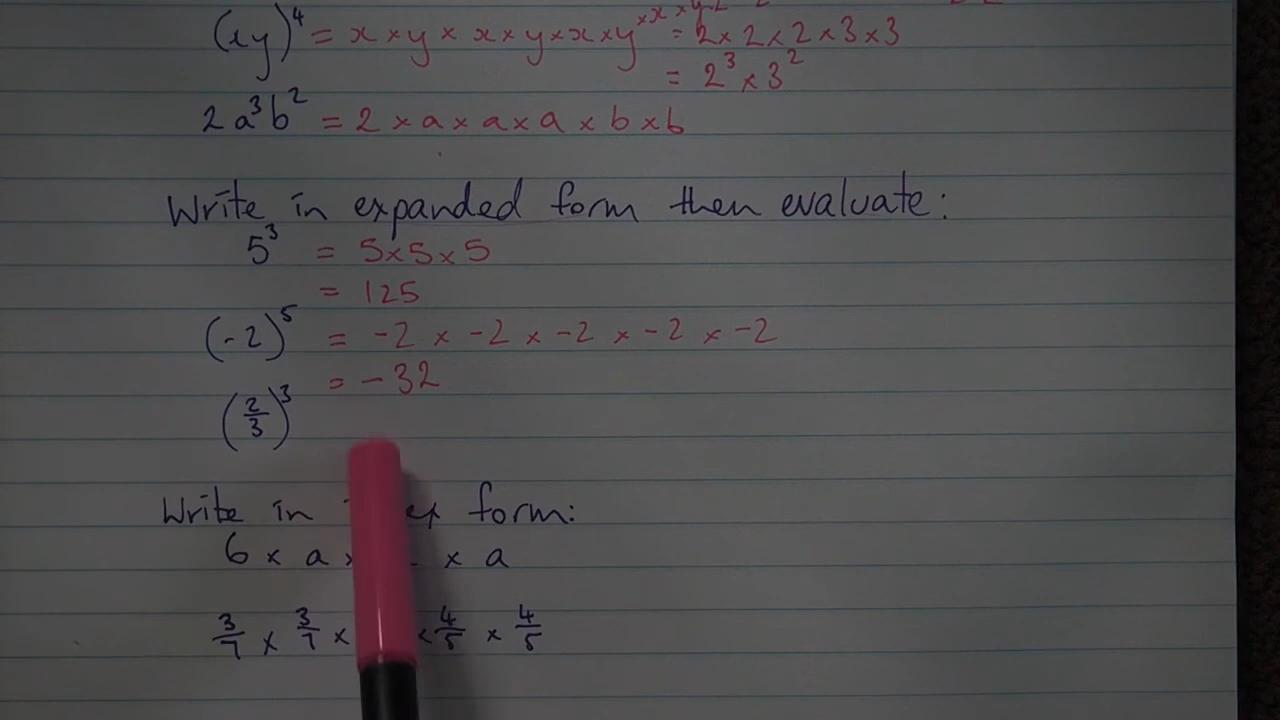 (xy)⁴ = x × y × x × y × x × y × x × y = 2 × 2 × 2 × 3 × 3
= 2³ × 3²
2a³b² = 2 × a × a × a × b × b
Write in expanded form then evaluate:
5³ = 5 × 5 × 5
= 125
(-2)⁵ = -2 × -2 × -2 × -2 × -2
= -32
(2/3)³
Write in form:
6 × a × × a
3/7 × 3/7 × × 4/5 × 4/5